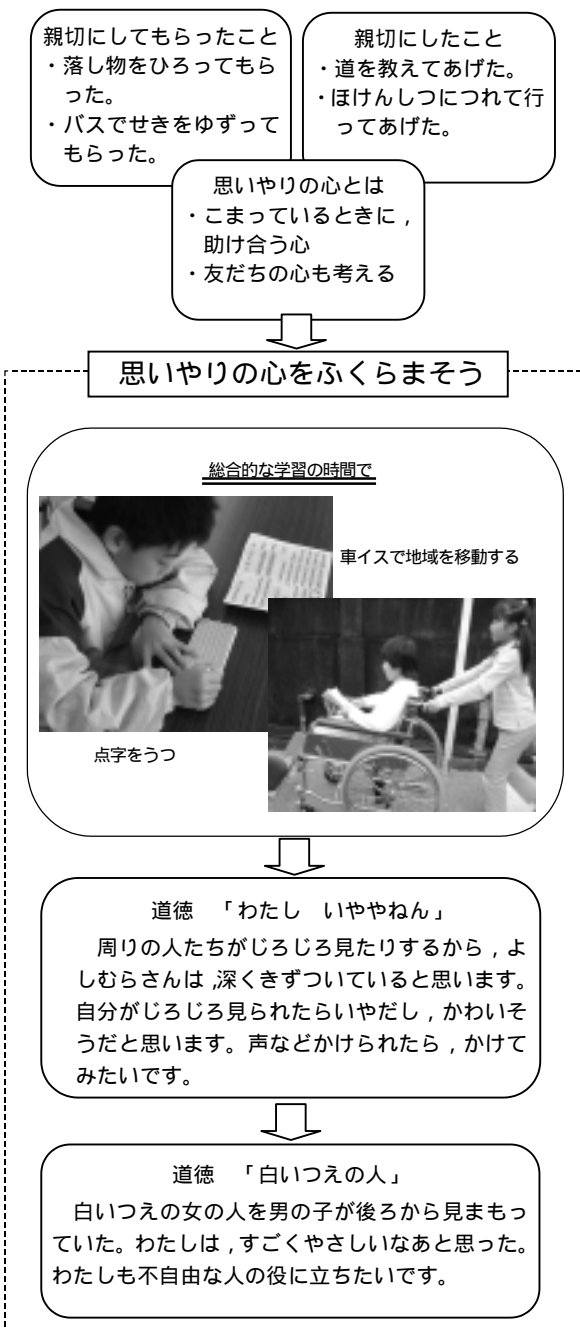 親切にしてもらったこと
・落し物をひろってもら
った。
・バスでせきをゆずって
もらった。
親切にしたこと
・道を教えてあげた。
・ほけんしつにつれて行
ってあげた。
思いやりの心とは
・こまっているときに，
助け合う心
・友だちの心も考える
思いやりの心をふくらまそう
総合的な学習の時間で
車イスで地域を移動する
点字をうつ
道徳　「わたし　いややねん」
周りの人たちがじろじろ見たりするから，よ
しむらさんは，深くきずついていると思います。
自分がじろじろ見られたらいやだし，かわいそ
うだと思います。声などかけられたら，かけて
みたいです。
道徳　「白いつえの人」
白いつえの女の人を男の子が後ろから見まもっ
ていた。わたしは，すごくやさしいなあと思った。
わたしも不自由な人の役に立ちたいです。